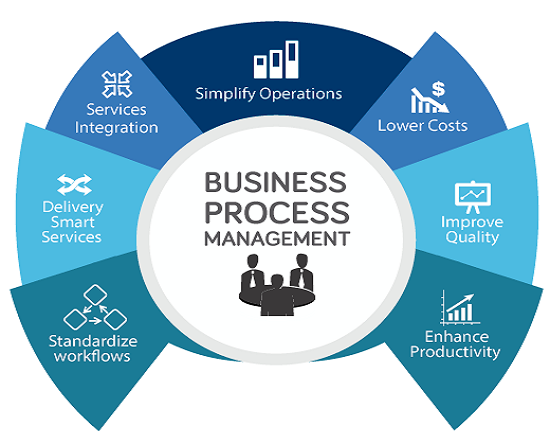 Simplify Operations
Services
Integration
Lower Costs
$
BUSINESS
PROCESS
MANAGEMENT
Delivery
Smart
Services
Improve
Quality
Standardize
workflows
Enhance
Productivity